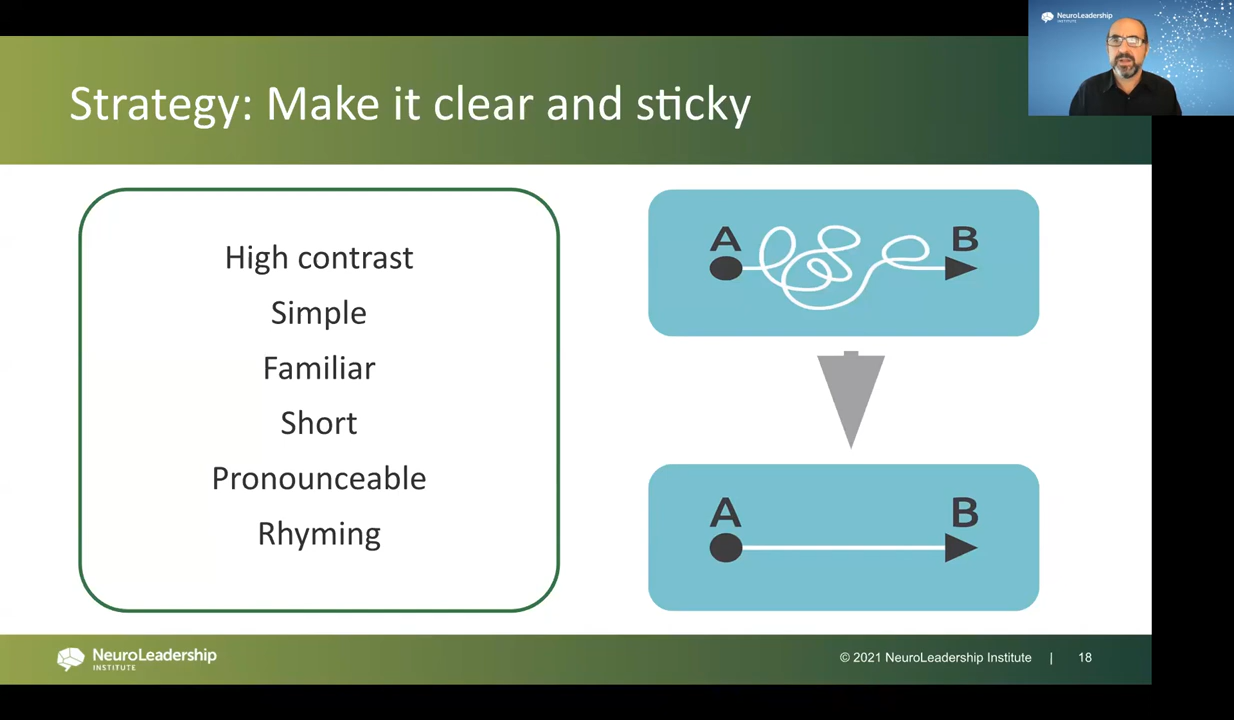 NeuroLeadership
Strategy: Make it clear and sticky
High contrast
Simple
Familiar
Short
Pronounceable
Rhyming
A B
A B
NeuroLeadership
INSTITUTE
© 2021 NeuroLeadership Institute | 18